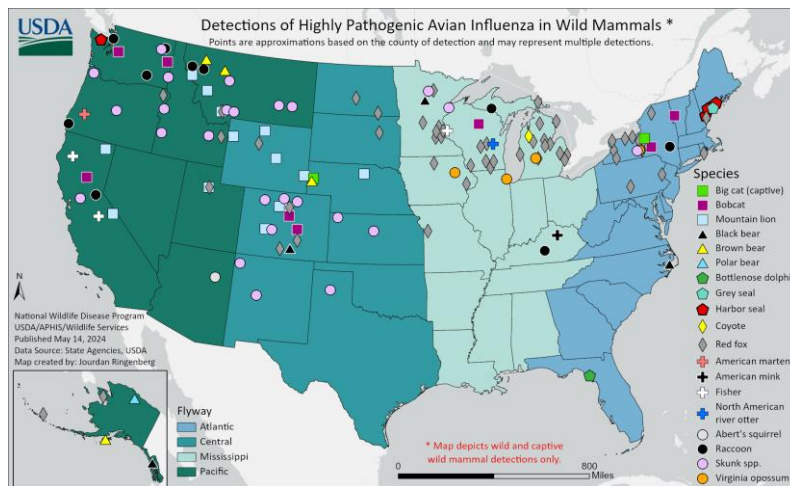 USDA
Detections of Highly Pathogenic Avian Influenza in Wild Mammals *
Points are approximations based on the county of detection and may represent multiple detections.
N
National Wildlife Disease Program
USDA/APHIS/Wildlife Services
Published May 14, 2024
Data Source: State Agencies, USDA
Map created by: Jourdan Ringenberg
Flyway
Atlantic
Central
Mississippi
Pacific
* Map depicts wild and captive
wild mammal detections only.
0
800
Miles
Species
Big cat (captive)
Bobcat
Mountain lion
Black bear
Brown bear
Polar bear
Bottlenose dolphi
Grey seal
Harbor seal
Coyote
Red fox
American marten
American mink
Fisher
North American
river otter
Abert's squirrel
Raccoon
Skunk spp.
Virginia opossum